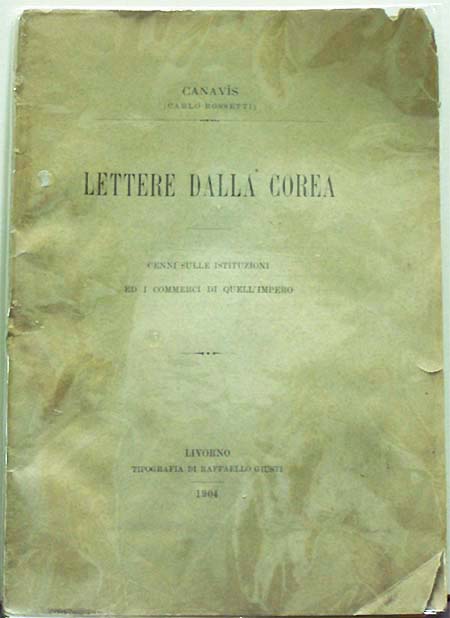 CANAVÌS
(CARLO ROSSETTI)
LETTERE DALLA COREA
CENNI SULLE ISTITUZIONI
ED I COMMERCI DI QUELL'IMPERO
LIVORNO
TIPOGRAFIA DI RAFFAELLO GIUSTI
1904